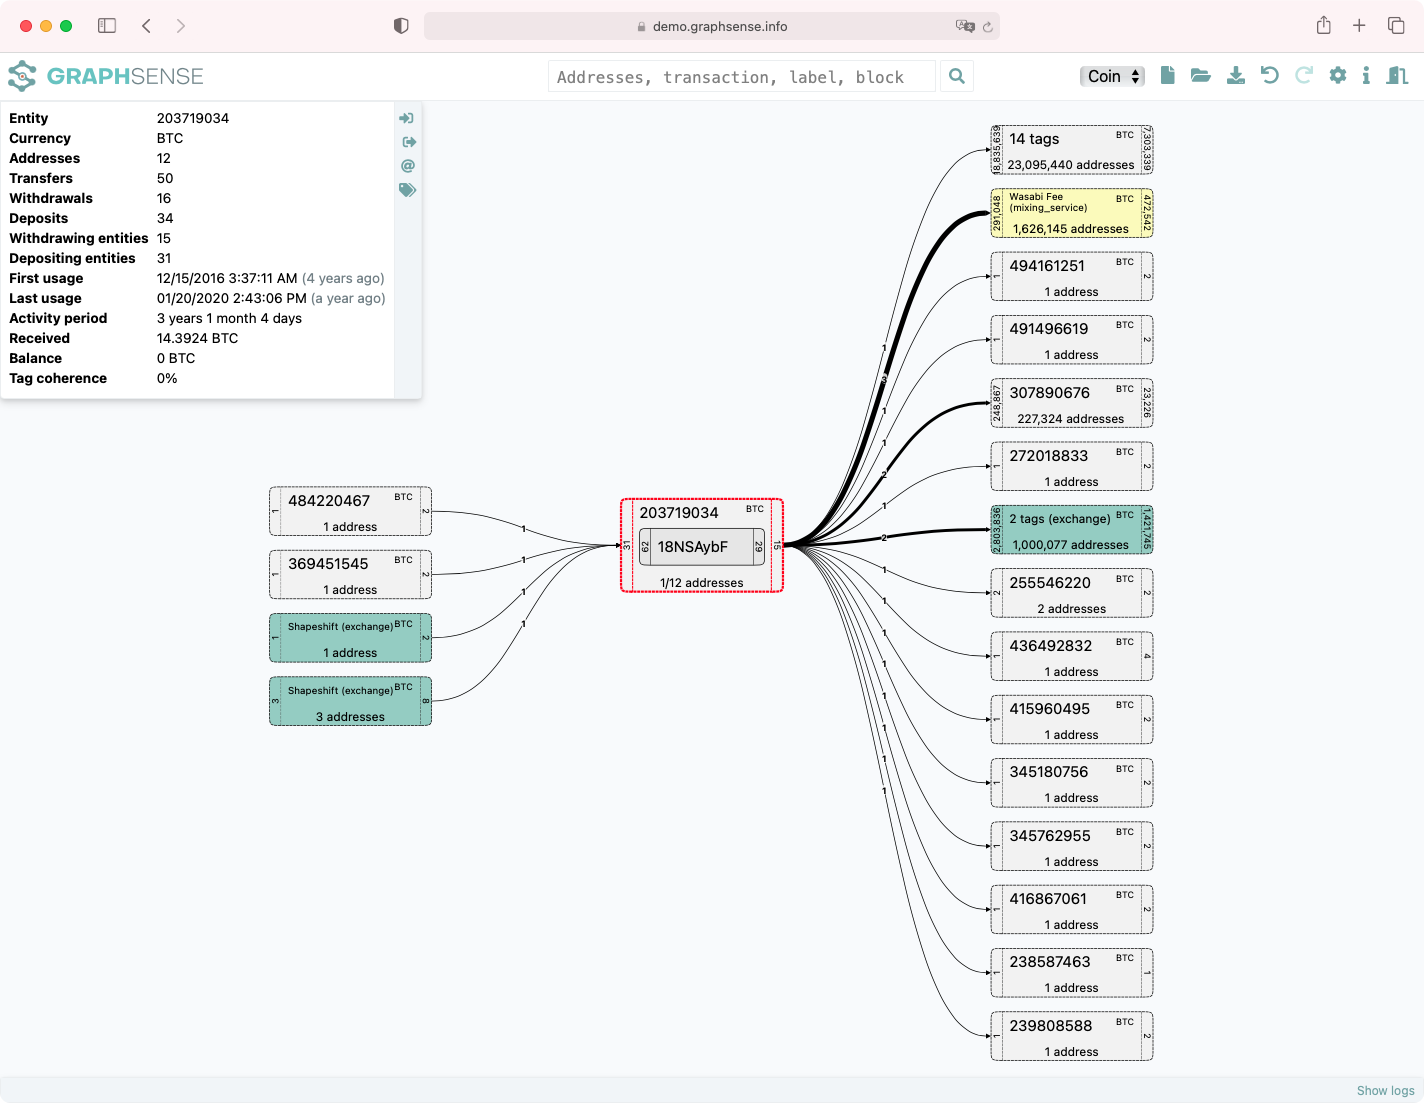 demo.graphsense.info
GRAPHSENSE
Addresses, transaction, label, block
Coin
Entity 203719034
Currency BTC
Addresses 12
Transfers 50
Withdrawals 16
Deposits 34
Withdrawing entities 15
Depositing entities 31
First usage 12/15/2016 3:37:11 AM (4 years ago)
Last usage 01/20/2020 2:43:06 PM (a year ago)
Activity period 3 years 1 month 4 days
Received 14.3924 BTC
Balance 0 BTC
Tag coherence 0%
484220467 BTC
1 2
1 address
369451545 BTC
1 2
1 address
Shapeshift (exchange) BTC
1 2
1 address
Shapeshift (exchange) BTC
3 8
3 addresses
1
1
1
1
203719034 BTC
31 15
62 18NSAybF 29
1/12 addresses
1
3
1
1
2
1
2
1
1
1
1
1
1
1
1
14 tags BTC
18,835,639 7,303,339
23,095,440 addresses
Wasabi Fee BTC
(mixing_service)
291,048 472,542
1,626,145 addresses
494161251 BTC
1 2
1 address
491496619 BTC
1 2
1 address
307890676 BTC
248,867 23,226
227,324 addresses
272018833 BTC
1 2
1 address
2 tags (exchange) BTC
2,803,836 1,421,745
1,000,077 addresses
255546220 BTC
2 2
2 addresses
436492832 BTC
1 4
1 address
415960495 BTC
1 2
1 address
345180756 BTC
1 2
1 address
345762955 BTC
1 2
1 address
416867061 BTC
1 2
1 address
238587463 BTC
1 1
1 address
239808588 BTC
1 2
1 address
Show logs